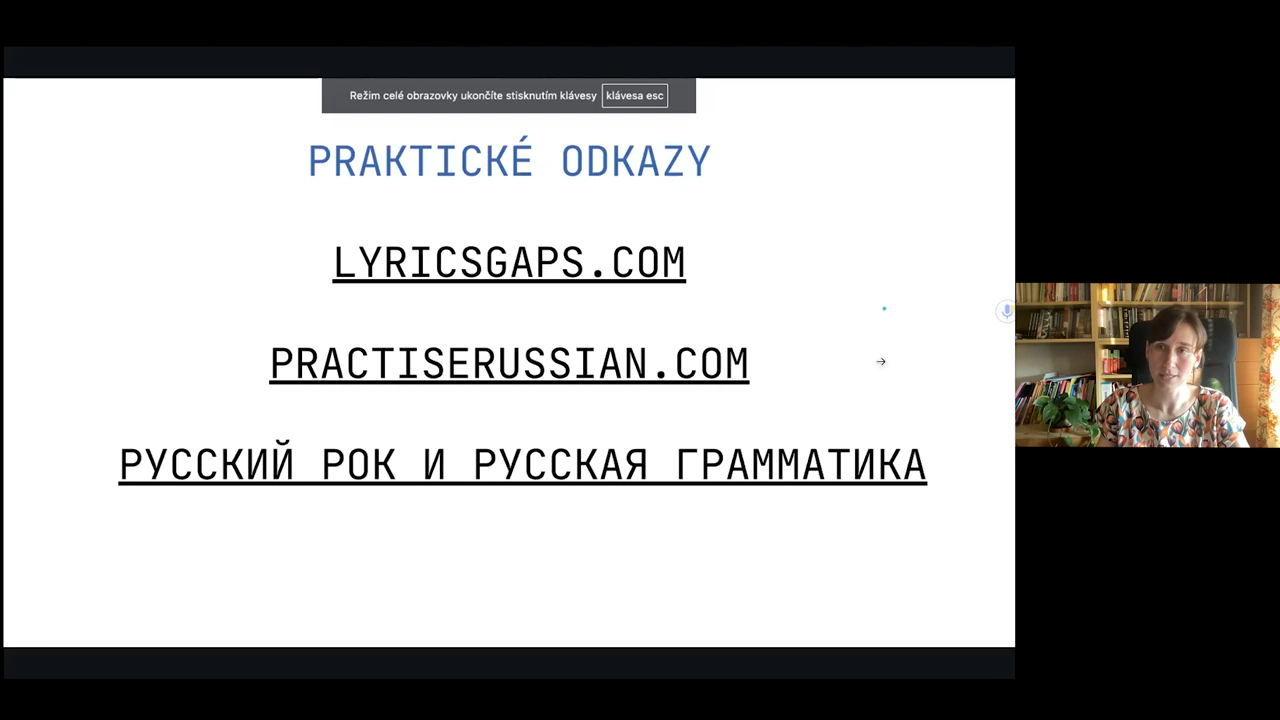 Režim celé obrazovky ukončíte stisknutím klávesy klávesa esc
PRAKTICKÉ ODKAZY
LYRICSGAPS.COM
PRACTISERUSSIAN.COM
РУССКИЙ РОК И РУССКАЯ ГРАММАТИКА